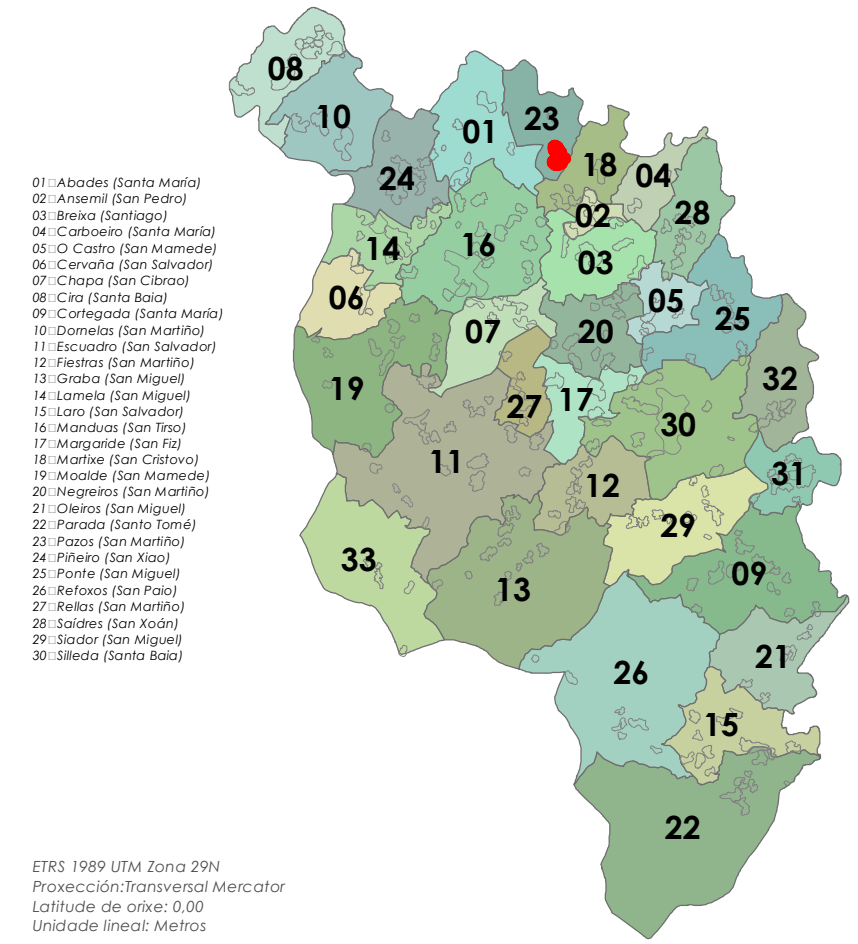 08
10
23
01
18
04
24
02
28
16
14
03
06
05
25
07
20
32
19
17
27
30
11
12
31
29
33
09
13
26
21
15
22
01□Abades (Santa María)
02□Ansemil (San Pedro)
03□Breixa (Santiago)
04□Carboeiro (Santa María)
05□O Castro (San Mamede)
06□Cervaña (San Salvador)
07□Chapa (San Cibrao)
08□Cira (Santa Baia)
09□Cortegada (Santa María)
10□Dornelas (San Martiño)
11□Escuadro (San Salvador)
12□Fiestras (San Martiño)
13□Graba (San Miguel)
14□Lamela (San Miguel)
15□Laro (San Salvador)
16□Manduas (San Tirso)
17□Margaride (San Fiz)
18□Martixe (San Cristovo)
19□Moalde (San Mamede)
20□Negreiros (San Martiño)
21□Oleiros (San Miguel)
22□Parada (Santo Tomé)
23□Pazos (San Martiño)
24□Piñeiro (San Xiao)
25□Ponte (San Miguel)
26□Refoxos (San Paio)
27□Rellas (San Martiño)
28□Saídres (San Xoán)
29□Siador (San Miguel)
30□Silleda (Santa Baia)
ETRS 1989 UTM Zona 29N
Proxección:Transversal Mercator
Latitude de orixe: 0,00
Unidade lineal: Metros